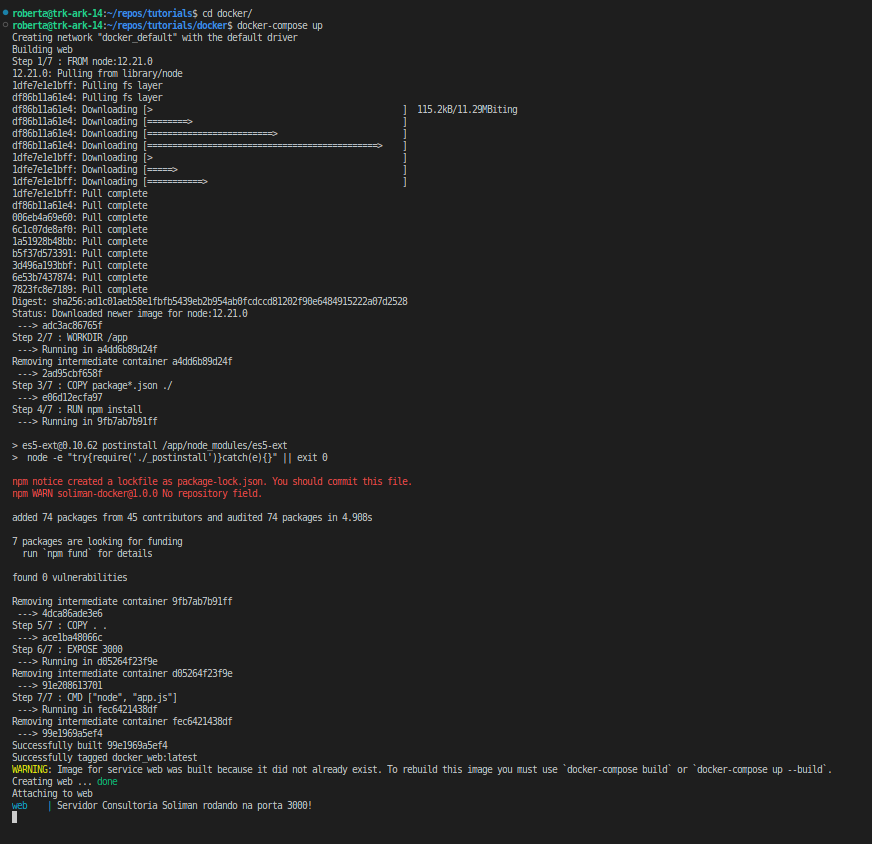 roberta@trk-ark-14:~/repos/tutorials$ cd docker/
roberta@trk-ark-14:~/repos/tutorials/docker$ docker-compose up
Creating network "docker_default" with the default driver
Building web
Step 1/7 : FROM node:12.21.0
12.21.0: Pulling from library/node
1dfe7e1e1bff: Pulling fs layer
df86b11a61e4: Pulling fs layer
df86b11a61e4: Downloading [>                                                  ]  115.2kB/11.29MBiting
df86b11a61e4: Downloading [========>                                          ]
df86b11a61e4: Downloading [=========================>                         ]
df86b11a61e4: Downloading [==============================================>    ]
1dfe7e1e1bff: Downloading [>                                                  ]
1dfe7e1e1bff: Downloading [=====>                                             ]
1dfe7e1e1bff: Downloading [===========>                                       ]
1dfe7e1e1bff: Pull complete
df86b11a61e4: Pull complete
006eb4a69e60: Pull complete
6c1c07de8af0: Pull complete
1a51928b48bb: Pull complete
b5f37d573391: Pull complete
3d496a193bbf: Pull complete
6e53b7437874: Pull complete
7823fc8e7189: Pull complete
Digest: sha256:ad1c01aeb58e1fbfb5439eb2b954ab0fcdccd81202f90e6484915222a07d2528
Status: Downloaded newer image for node:12.21.0
 ---> adc3ac86765f
Step 2/7 : WORKDIR /app
 ---> Running in a4dd6b89d24f
Removing intermediate container a4dd6b89d24f
 ---> 2ad95cbf658f
Step 3/7 : COPY package*.json ./
 ---> e06d12ecfa97
Step 4/7 : RUN npm install
 ---> Running in 9fb7ab7b91ff

> es5-ext@0.10.62 postinstall /app/node_modules/es5-ext
>  node -e "try{require('./_postinstall')}catch(e){}" || exit 0

npm notice created a lockfile as package-lock.json. You should commit this file.
npm WARN soliman-docker@1.0.0 No repository field.

added 74 packages from 45 contributors and audited 74 packages in 4.908s

7 packages are looking for funding
  run `npm fund` for details

found 0 vulnerabilities

Removing intermediate container 9fb7ab7b91ff
 ---> 4dca86ade3e6
Step 5/7 : COPY . .
 ---> ace1ba48066c
Step 6/7 : EXPOSE 3000
 ---> Running in d05264f23f9e
Removing intermediate container d05264f23f9e
 ---> 91e208613701
Step 7/7 : CMD ["node", "app.js"]
 ---> Running in fec6421438df
Removing intermediate container fec6421438df
 ---> 99e1969a5ef4
Successfully built 99e1969a5ef4
Successfully tagged docker_web:latest
WARNING: Image for service web was built because it did not already exist. To rebuild this image you must use `docker-compose build` or `docker-compose up --build`.
Creating web ... done
Attaching to web
web    | Servidor Consultoria Soliman rodando na porta 3000!